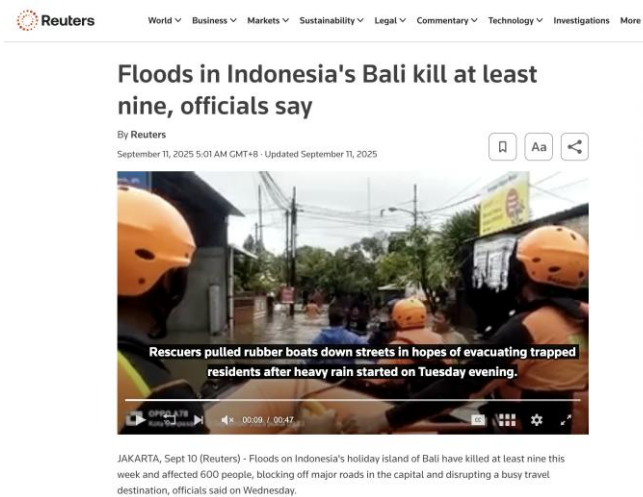 Reuters
World Business Markets Sustainability Legal Commentary Technology Investigations More
Floods in Indonesia's Bali kill at least
nine, officials say
By Reuters
September 11, 2025 5:01 AM GMT+8 · Updated September 11, 2025
Aa
Rescuers pulled rubber boats down streets in hopes of evacuating trapped
residents after heavy rain started on Tuesday evening.
OPPO A78
00:09 / 00:47
CC
JAKARTA, Sept 10 (Reuters) - Floods on Indonesia's holiday island of Bali have killed at least nine this
week and affected 600 people, blocking off major roads in the capital and disrupting a busy travel
destination, officials said on Wednesday.